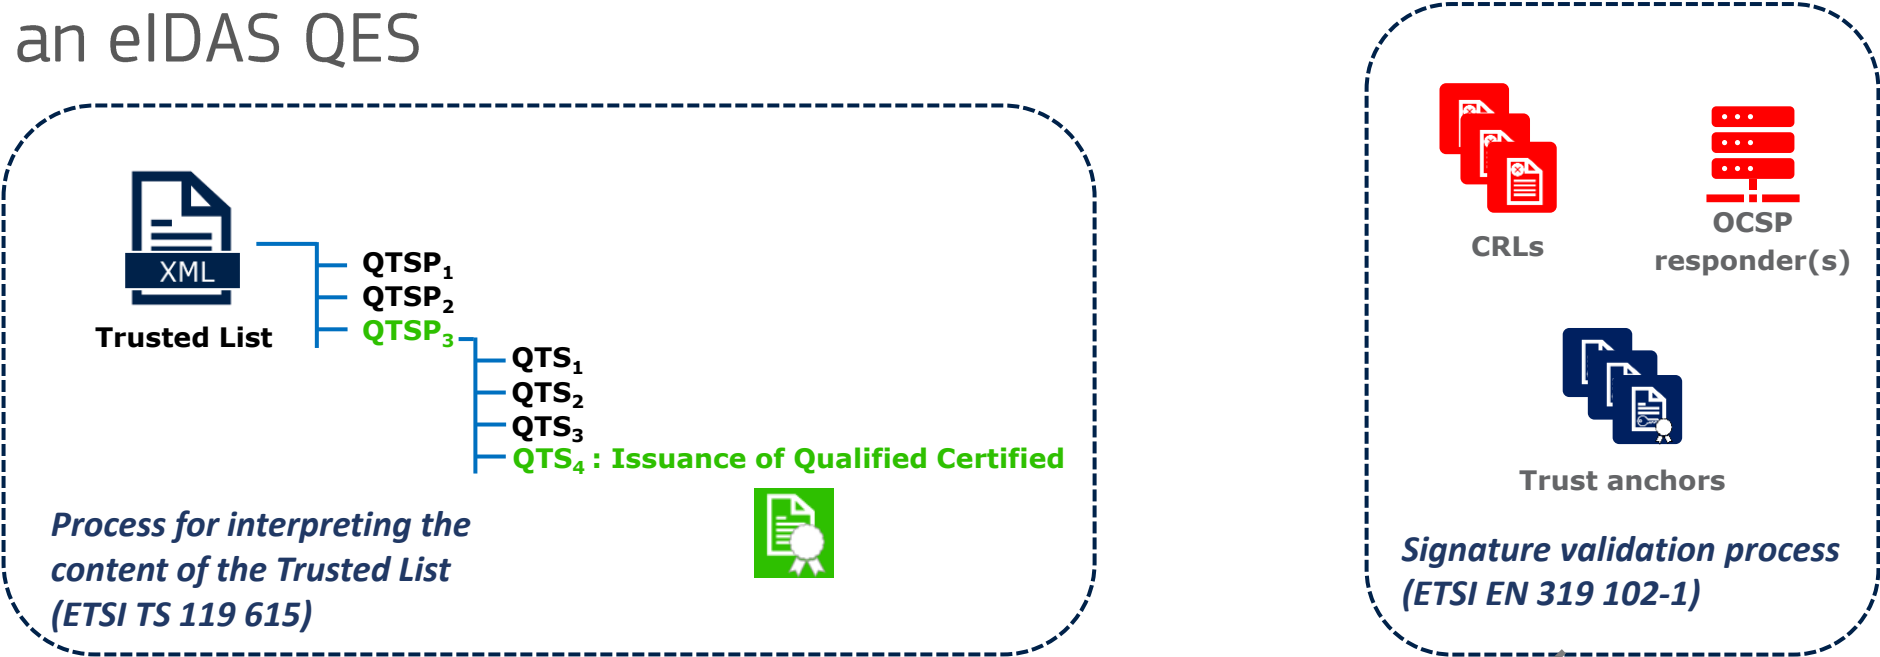 an eIDAS QES
XML
Trusted List
QTSP1
QTSP2
QTSP3
QTS1
QTS2
QTS3
QTS4 : Issuance of Qualified Certified
Process for interpreting the
content of the Trusted List
(ETSI TS 119 615)
CRLs
OCSP
responder(s)
Trust anchors
Signature validation process
(ETSI EN 319 102-1)